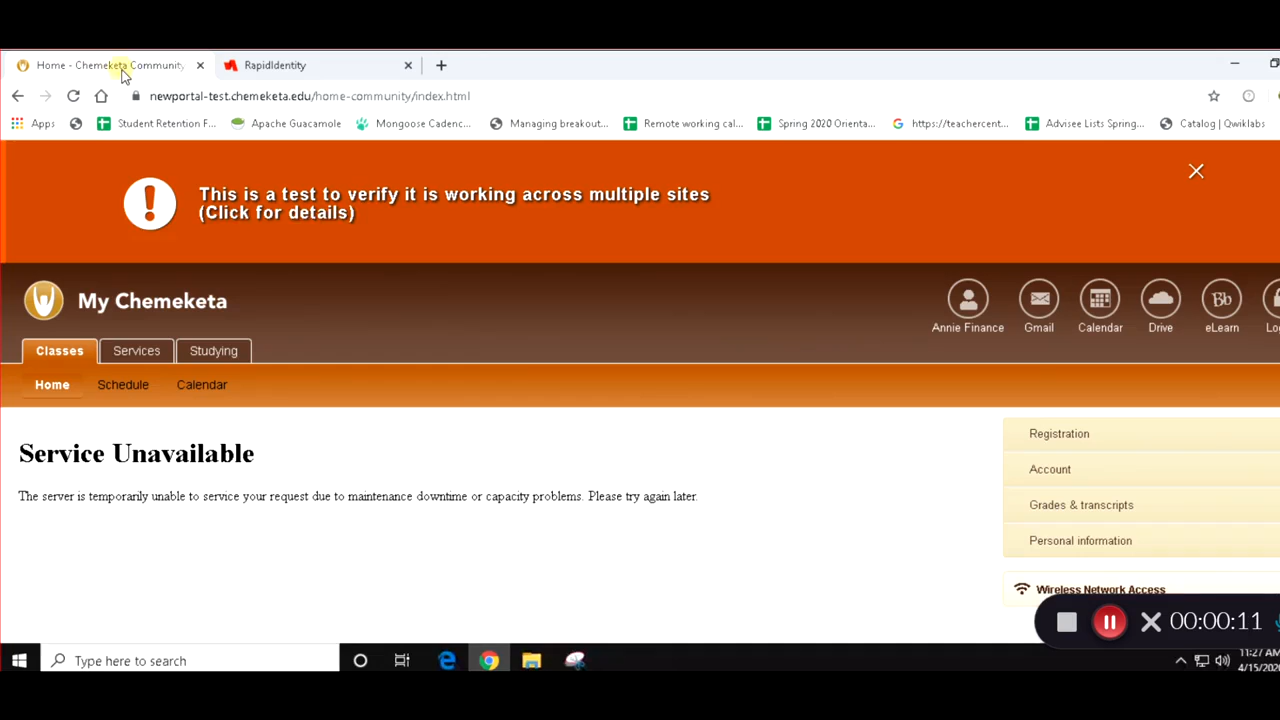 Home - Chemeketa Community
RapidIdentity
newportal-test.chemeketa.edu/home-community/index.html
Apps
Student Retention F...
Apache Guacamole
Mongoose Cadenc...
Managing breakout...
Remote working cal...
Spring 2020 Orienta...
https://teachercent...
Advisee Lists Spring...
Catalog | Qwiklabs
This is a test to verify it is working across multiple sites
(Click for details)
My Chemeketa
Annie Finance
Gmail
Calendar
Drive
Bb
eLearn
Classes
Services
Studying
Home
Schedule
Calendar
Service Unavailable
The server is temporarily unable to service your request due to maintenance downtime or capacity problems. Please try again later.
Registration
Account
Grades & transcripts
Personal information
Wireless Network Access
00:00:11
Type here to search
11:27 AM